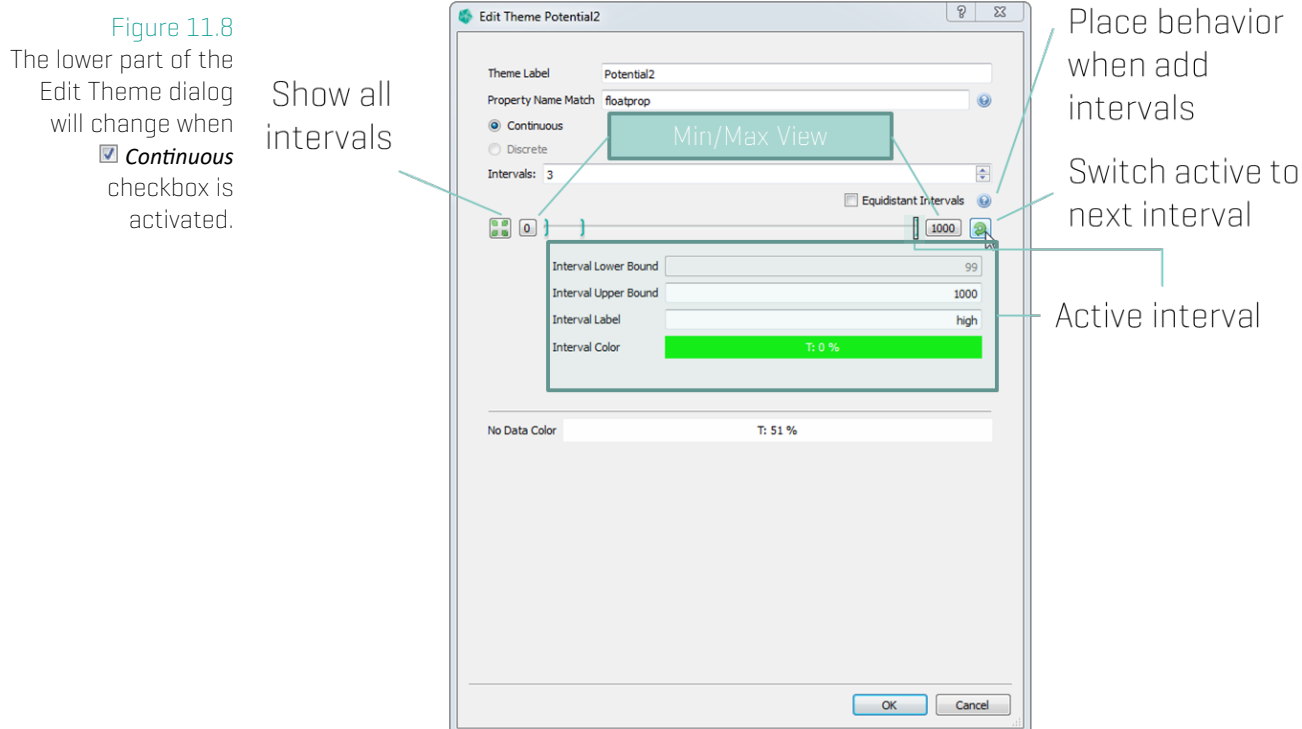 Figure 11.8
The lower part of the
Edit Theme dialog
will change when
Continuous
checkbox is
activated.
Show all
intervals
Edit Theme Potential2
Theme Label Potential2
Property Name Match floatprop
Continuous
Discrete
Min/Max View
Intervals: 3
Equidistant Intervals
0 1000
Interval Lower Bound 99
Interval Upper Bound 1000
Interval Label high
Interval Color T: 0 %
No Data Color T: 51 %
OK Cancel
Place behavior
when add
intervals
Switch active to
next interval
Active interval